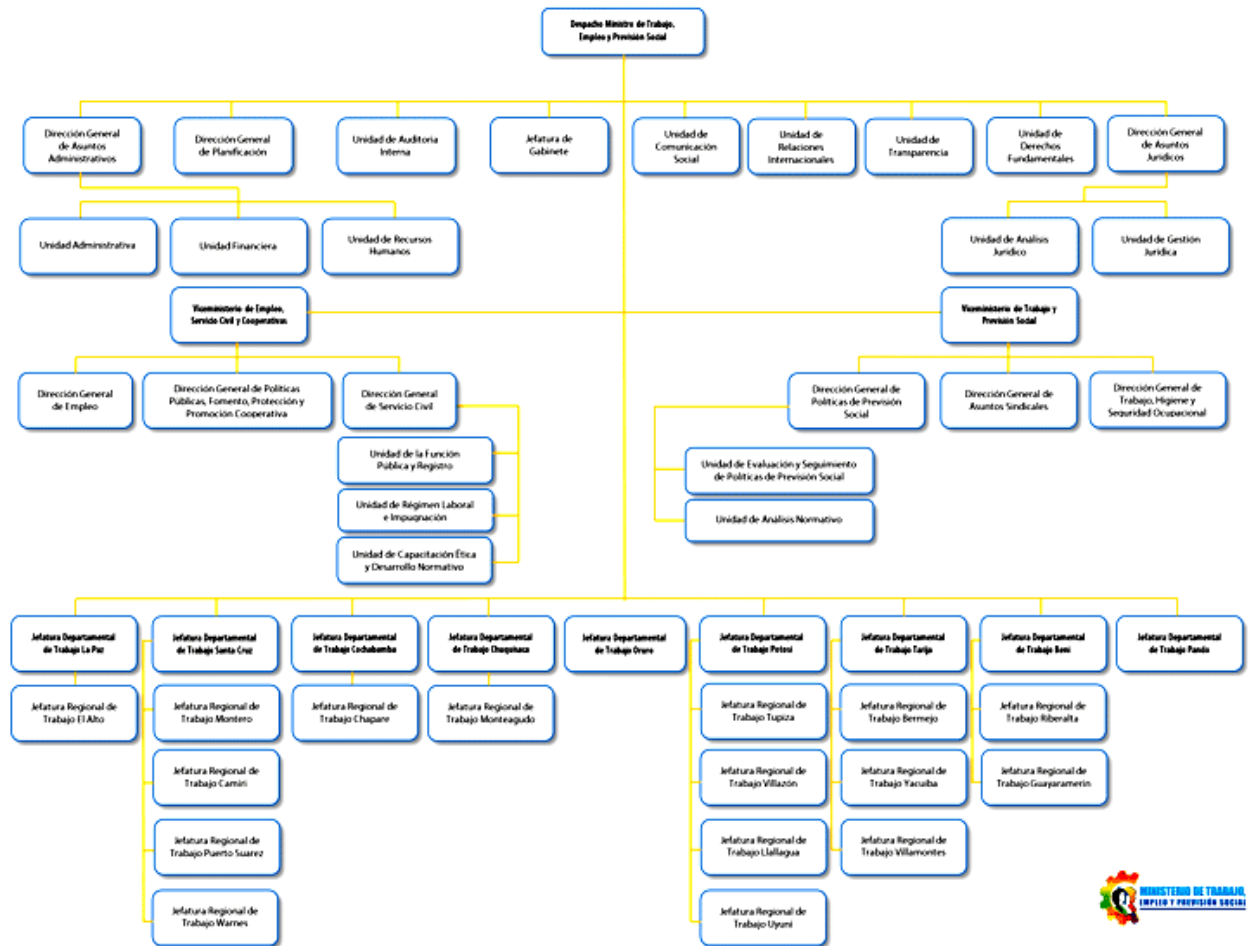 Despacho Ministro de Trabajo,
Empleo y Previsión Social
Dirección General
de Asuntos
Administrativos
Dirección General
de Planificación
Unidad de Auditoria
Interna
Jefatura de
Gabinete
Unidad de
Comunicación
Social
Unidad de
Relaciones
Internacionales
Unidad de
Transparencia
Unidad de
Derechos
Fundamentales
Dirección General
de Asuntos
Jurídicos
Unidad Administrativa
Unidad Financiera
Unidad de Recursos
Humanos
Unidad de Análisis
Jurídico
Unidad de Gestión
Jurídica
Viceministerio de Empleo,
Servicio Civil y Cooperativas
Viceministerio de Trabajo y
Previsión Social
Dirección General
de Empleo
Dirección General de Políticas
Públicas, Fomento, Protección y
Promoción Cooperativa
Dirección General
de Servicio Civil
Dirección General de
Políticas de Previsión
Social
Dirección General de
Asuntos Sindicales
Dirección General de
Trabajo, Higiene y
Seguridad Ocupacional
Unidad de la Función
Pública y Registro
Unidad de Régimen Laboral
e Impugnación
Unidad de Capacitación Ética
y Desarrollo Normativo
Unidad de Evaluación y Seguimiento
de Políticas de Previsión Social
Unidad de Análisis Normativo
Jefatura Departamental
de Trabajo La Paz
Jefatura Departamental
de Trabajo Santa Cruz
Jefatura Departamental
de Trabajo Cochabamba
Jefatura Departamental
de Trabajo Chuquisaca
Jefatura Departamental
de Trabajo Oruro
Jefatura Departamental
de Trabajo Potosí
Jefatura Departamental
de Trabajo Tarija
Jefatura Departamental
de Trabajo Beni
Jefatura Departamental
de Trabajo Pando
Jefatura Regional de
Trabajo El Alto
Jefatura Regional de
Trabajo Montero
Jefatura Regional de
Trabajo Camiri
Jefatura Regional de
Trabajo Puerto Suarez
Jefatura Regional de
Trabajo Warnes
Jefatura Regional de
Trabajo Chapare
Jefatura Regional de
Trabajo Monteagudo
Jefatura Regional de
Trabajo Tupiza
Jefatura Regional de
Trabajo Villazón
Jefatura Regional de
Trabajo Llallagua
Jefatura Regional de
Trabajo Uyuni
Jefatura Regional de
Trabajo Bermejo
Jefatura Regional de
Trabajo Yacuiba
Jefatura Regional de
Trabajo Villamontes
Jefatura Regional de
Trabajo Riberalta
Jefatura Regional de
Trabajo Guayaramerín
MINISTERIO DE TRABAJO,
EMPLEO Y PREVISIÓN SOCIAL